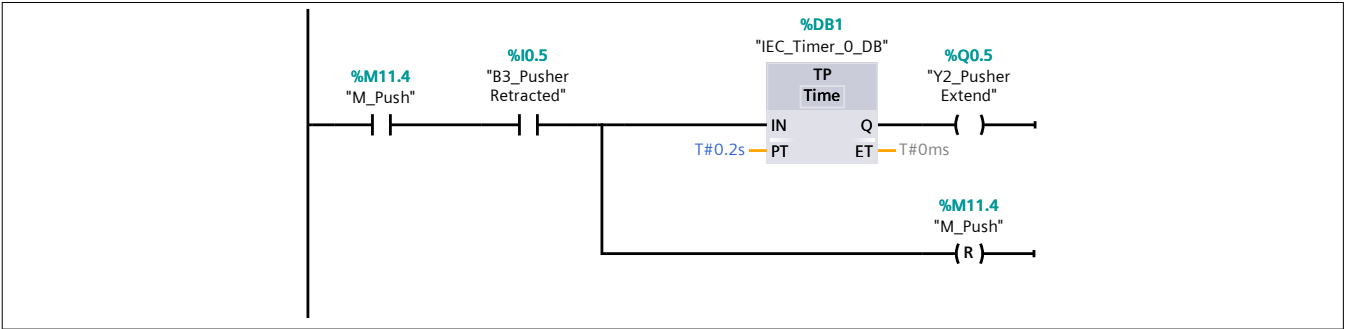 %DB1
"IEC_Timer_0_DB"
%M11.4
"M_Push"
%I0.5
"B3_Pusher
Retracted"
TP
Time
%Q0.5
"Y2_Pusher
Extend"
IN
Q
T#0.2s
PT
ET
T#0ms
%M11.4
"M_Push"
R